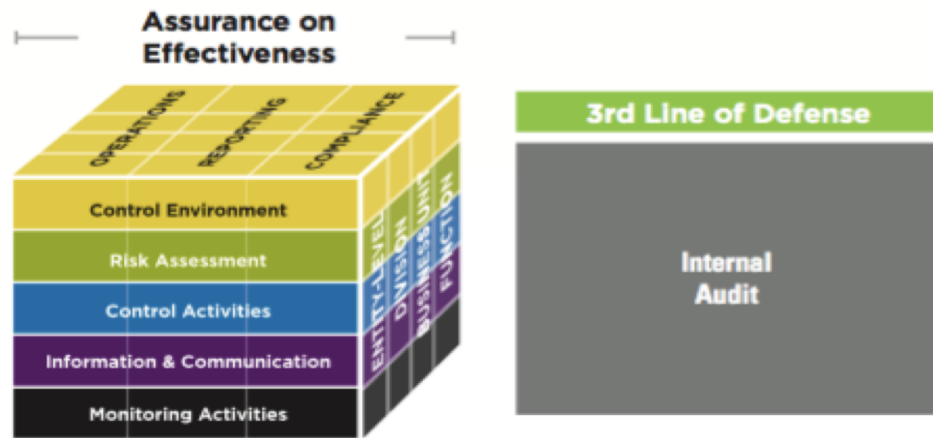 Assurance on
Effectiveness
OPERATIONS
REPORTING
COMPLIANCE
Control Environment
Risk Assessment
Control Activities
Information & Communication
Monitoring Activities
ENTITY-LEVEL
DIVISION
BUSINESS UNIT
FUNCTION
3rd Line of Defense
Internal
Audit